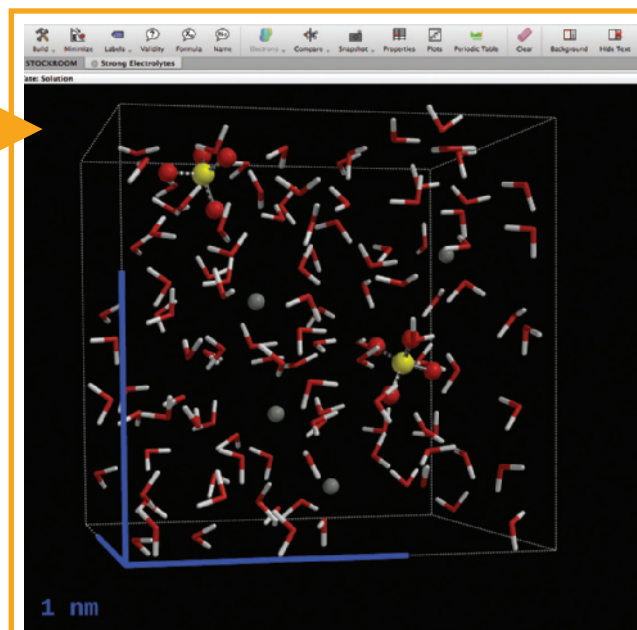 Build Minimize Labels Validity Formula Name Electrons Compare Snapshot Properties Plots Periodic Table Clear Background Hide Text
STOCKROOM Strong Electrolytes
ate: Solution
1 nm